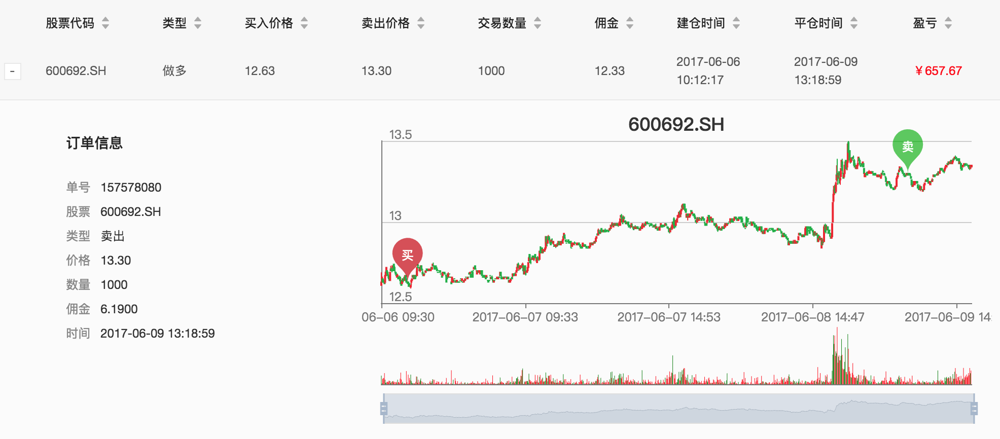 股票代码 类型 买入价格 卖出价格 交易数量 佣金 建仓时间 平仓时间 盈亏
- 600692.SH 做多 12.63 13.30 1000 12.33 2017-06-06 10:12:17 2017-06-09 13:18:59 ¥657.67
订单信息
单号 157578080
股票 600692.SH
类型 卖出
价格 13.30
数量 1000
佣金 6.1900
时间 2017-06-09 13:18:59
600692.SH
13.5
卖
13
买
12.5
06-06 09:30 2017-06-07 09:33 2017-06-07 14:53 2017-06-08 14:47 2017-06-09 14: